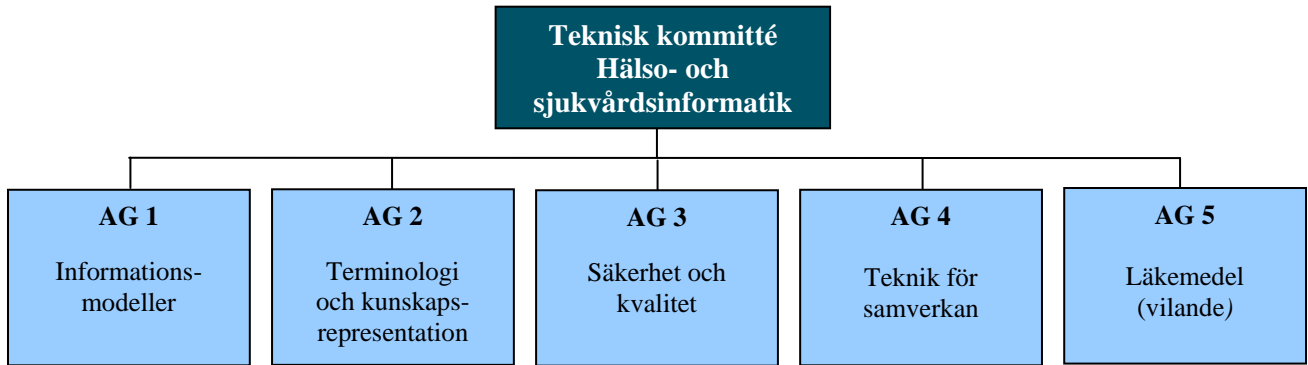 Teknisk kommitté
Hälso- och
sjukvårdsinformatik
AG 1
Informations-
modeller
AG 2
Terminologi
och kunskaps-
representation
AG 3
Säkerhet och
kvalitet
AG 4
Teknik för
samverkan
AG 5
Läkemedel
(vilande)